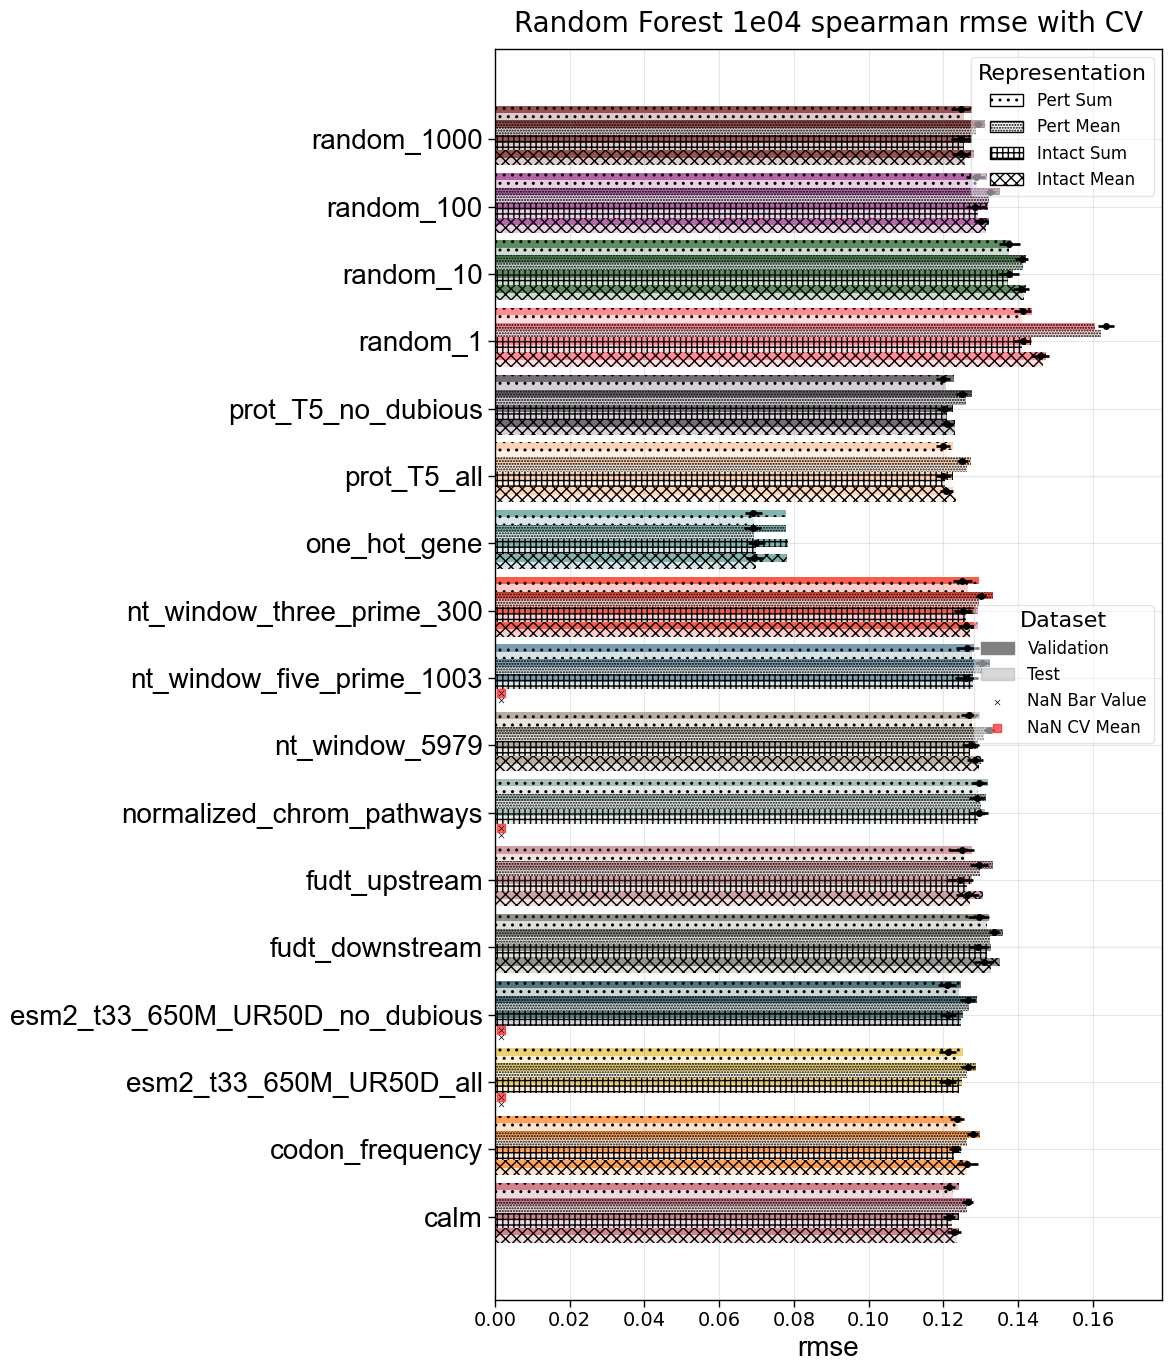 Random Forest 1e04 spearman rmse with CV
Representation
Pert Sum
Pert Mean
Intact Sum
Intact Mean
random_1000
random_100
random_10
random_1
prot_T5_no_dubious
prot_T5_all
one_hot_gene
nt_window_three_prime_300
nt_window_five_prime_1003
nt_window_5979
normalized_chrom_pathways
fudt_upstream
fudt_downstream
esm2_t33_650M_UR50D_no_dubious
esm2_t33_650M_UR50D_all
codon_frequency
calm
Dataset
Validation
Test
NaN Bar Value
NaN CV Mean
0.00 0.02 0.04 0.06 0.08 0.10 0.12 0.14 0.16
rmse